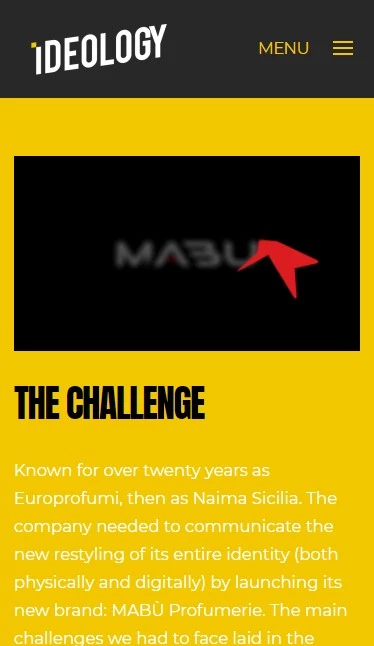 iDEOLOGY
MENU
MABU
THE CHALLENGE
Known for over twenty years as
Europrofumi, then as Naima Sicilia. The
company needed to communicate the
new restyling of its entire identity (both
physically and digitally) by launching its
new brand: MABÙ Profumerie. The main
challenges we had to face laid in the